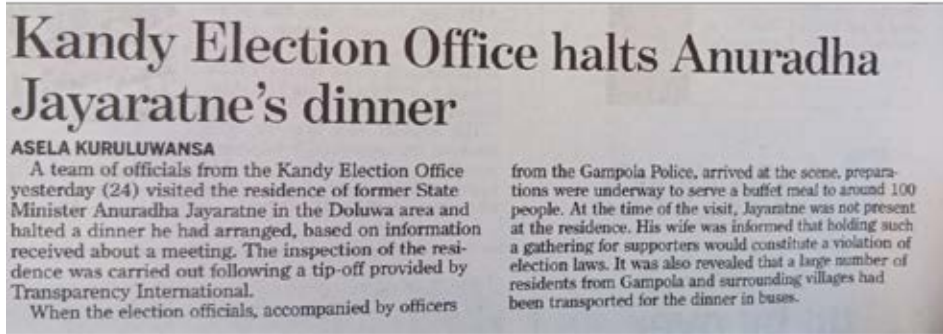 Kandy Election Office halts Anuradha
Jayaratne's dinner
ASELA KURULUWANSA
A team of officials from the Kandy Election Office
yesterday (24) visited the residence of former State
Minister Anuradha Jayaratne in the Doluwa area and
halted a dinner he had arranged, based on information
received about a meeting. The inspection of the resi-
dence was carried out following a tip-off provided by
Transparency International.
When the election officials, accompanied by officers
from the Gampola Police, arrived at the scene, prepara-
tions were underway to serve a buffet meal to around 100
people. At the time of the visit, Jayaratne was not present
at the residence. His wife was informed that holding such
a gathering for supporters would constitute a violation of
election laws. It was also revealed that a large number of
residents from Gampola and surrounding villages had
been transported for the dinner in buses.